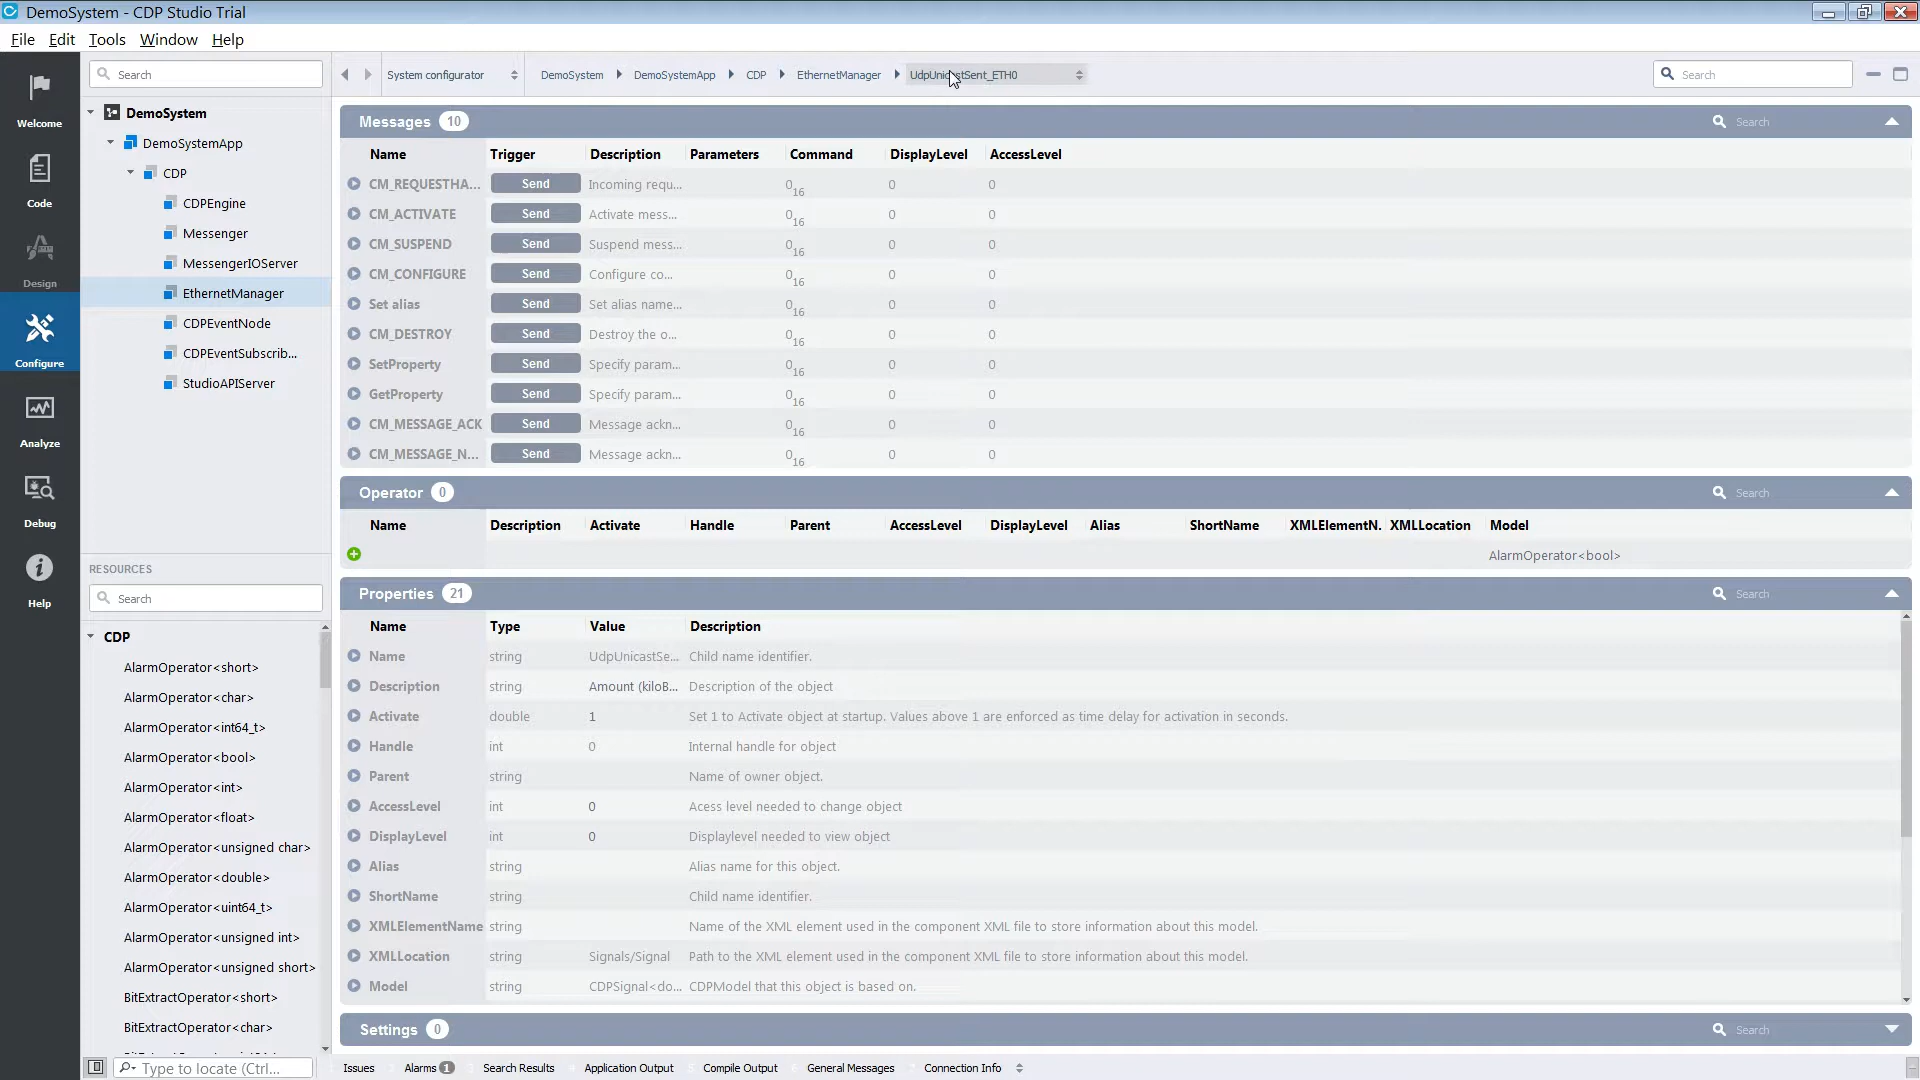 DemoSystem - CDP Studio Trial
File Edit Tools Window Help
Search
System configurator DemoSystem DemoSystemApp CDP EthernetManager UdpUnicastSent_ETH0 Search
Welcome
Code
Design
Configure
Analyze
Debug
Help
DemoSystem
DemoSystemApp
CDP
CDPEngine
Messenger
MessengerIOServer
EthernetManager
CDPEventNode
CDPEventSubscrib...
StudioAPIServer
RESOURCES
Search
CDP
AlarmOperator<short>
AlarmOperator<char>
AlarmOperator<int64_t>
AlarmOperator<bool>
AlarmOperator<int>
AlarmOperator<float>
AlarmOperator<unsigned char>
AlarmOperator<double>
AlarmOperator<uint64_t>
AlarmOperator<unsigned int>
AlarmOperator<unsigned short>
BitExtractOperator<short>
BitExtractOperator<char>
Messages 10 Search
Name Trigger Description Parameters Command DisplayLevel AccessLevel
CM_REQUESTHA... Send Incoming requ... 0₁₆ 0 0
CM_ACTIVATE Send Activate mess... 0₁₆ 0 0
CM_SUSPEND Send Suspend mess... 0₁₆ 0 0
CM_CONFIGURE Send Configure co... 0₁₆ 0 0
Set alias Send Set alias name... 0₁₆ 0 0
CM_DESTROY Send Destroy the o... 0₁₆ 0 0
SetProperty Send Specify param... 0₁₆ 0 0
GetProperty Send Specify param... 0₁₆ 0 0
CM_MESSAGE_ACK Send Message ackn... 0₁₆ 0 0
CM_MESSAGE_N... Send Message ackn... 0₁₆ 0 0
Operator 0 Search
Name Description Activate Handle Parent AccessLevel DisplayLevel Alias ShortName XMLElementN. XMLLocation Model
AlarmOperator<bool>
Properties 21 Search
Name Type Value Description
Name string UdpUnicastSe... Child name identifier.
Description string Amount (kiloB... Description of the object
Activate double 1 Set 1 to Activate object at startup. Values above 1 are enforced as time delay for activation in seconds.
Handle int 0 Internal handle for object
Parent string Name of owner object.
AccessLevel int 0 Acess level needed to change object
DisplayLevel int 0 Displaylevel needed to view object
Alias string Alias name for this object.
ShortName string Child name identifier.
XMLElementName string Name of the XML element used in the component XML file to store information about this model.
XMLLocation string Signals/Signal Path to the XML element used in the component XML file to store information about this model.
Model string CDPSignal<do... CDPModel that this object is based on.
Settings 0 Search
Type to locate (Ctrl... Issues Alarms 1 Search Results Application Output Compile Output General Messages Connection Info